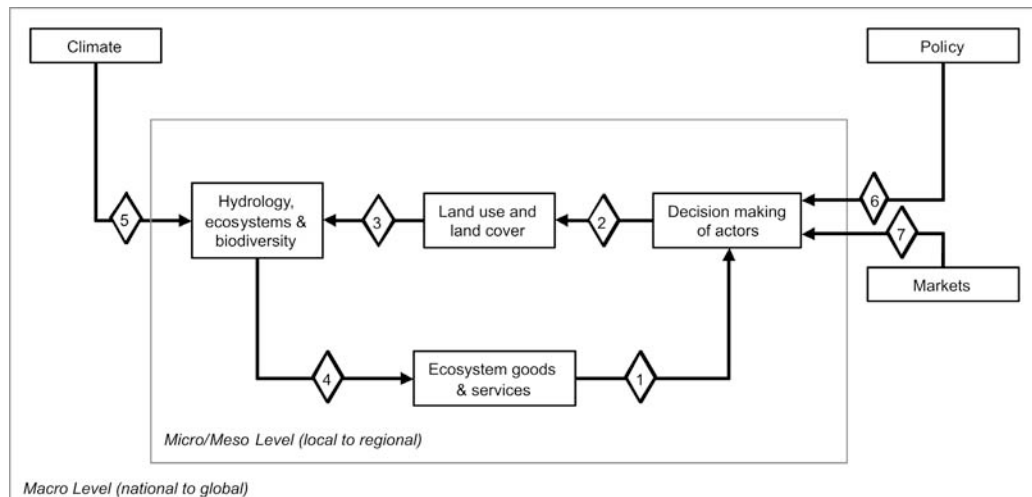 Climate
Policy
Hydrology,
ecosystems &
biodiversity
Land use and
land cover
Decision making
of actors
5
3
2
6
7
Markets
4
Ecosystem goods
& services
1
Micro/Meso Level (local to regional)
Macro Level (national to global)